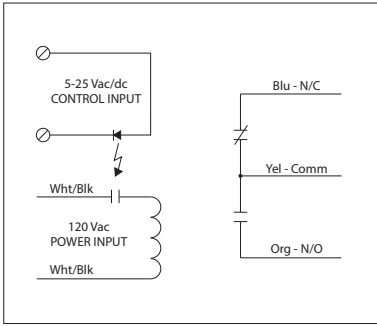 5-25 Vac/dc
CONTROL INPUT
Wht/Blk
120 Vac
POWER INPUT
Wht/Blk
Blu - N/C
Yel - Comm
Org - N/O